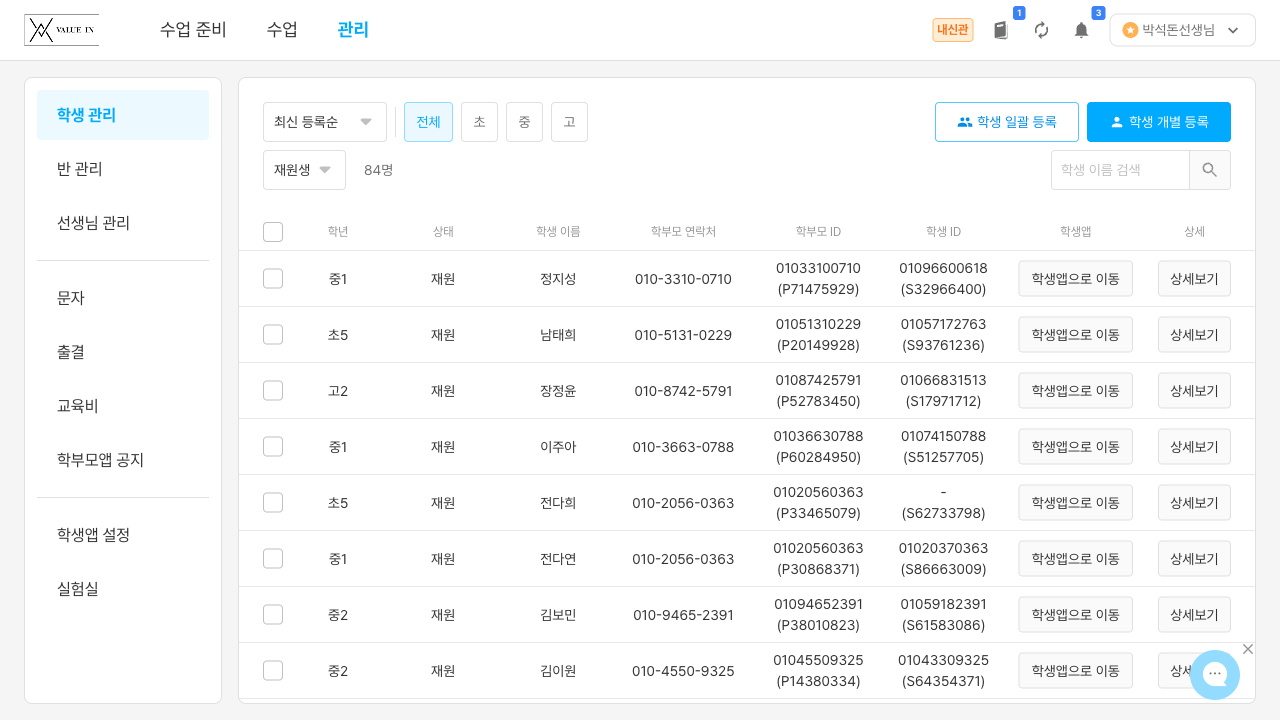 VALUE IN
수업 준비
수업
관리
내신관
1
3
박석돈선생님
학생 관리
반 관리
선생님 관리
문자
출결
교육비
학부모앱 공지
학생앱 설정
실험실
최신 등록순
전체
초
중
고
학생 일괄 등록
학생 개별 등록
재원생
84명
학생 이름 검색
학년 상태 학생 이름 학부모 연락처 학부모 ID 학생 ID 학생앱 상세
중1 재원 정지성 010-3310-0710 01033100710 (P71475929) 01096600618 (S32966400) 학생앱으로 이동 상세보기
초5 재원 남태희 010-5131-0229 01051310229 (P20149928) 01057172763 (S93761236) 학생앱으로 이동 상세보기
고2 재원 장정윤 010-8742-5791 01087425791 (P52783450) 01066831513 (S17971712) 학생앱으로 이동 상세보기
중1 재원 이주아 010-3663-0788 01036630788 (P60284950) 01074150788 (S51257705) 학생앱으로 이동 상세보기
초5 재원 전다희 010-2056-0363 01020560363 (P33465079) - (S62733798) 학생앱으로 이동 상세보기
중1 재원 전다연 010-2056-0363 01020560363 (P30868371) 01020370363 (S86663009) 학생앱으로 이동 상세보기
중2 재원 김보민 010-9465-2391 01094652391 (P38010823) 01059182391 (S61583086) 학생앱으로 이동 상세보기
중2 재원 김이원 010-4550-9325 01045509325 (P14380334) 01043309325 (S64354371) 학생앱으로 이동